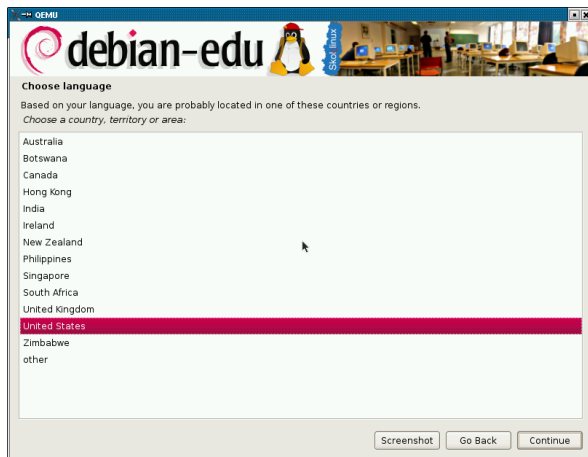 QEMU
debian-edu
Skolelinux
Choose language
Based on your language, you are probably located in one of these countries or regions.
Choose a country, territory or area:
Australia
Botswana
Canada
Hong Kong
India
Ireland
New Zealand
Philippines
Singapore
South Africa
United Kingdom
United States
Zimbabwe
other
Screenshot
Go Back
Continue